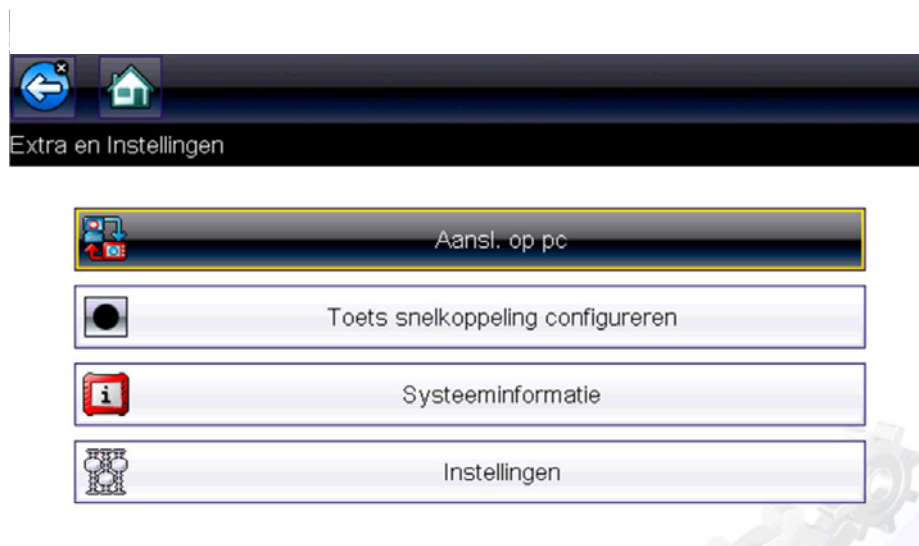 Extra en Instellingen
Aansl. op pc
Toets snelkoppeling configureren
Systeeminformatie
Instellingen